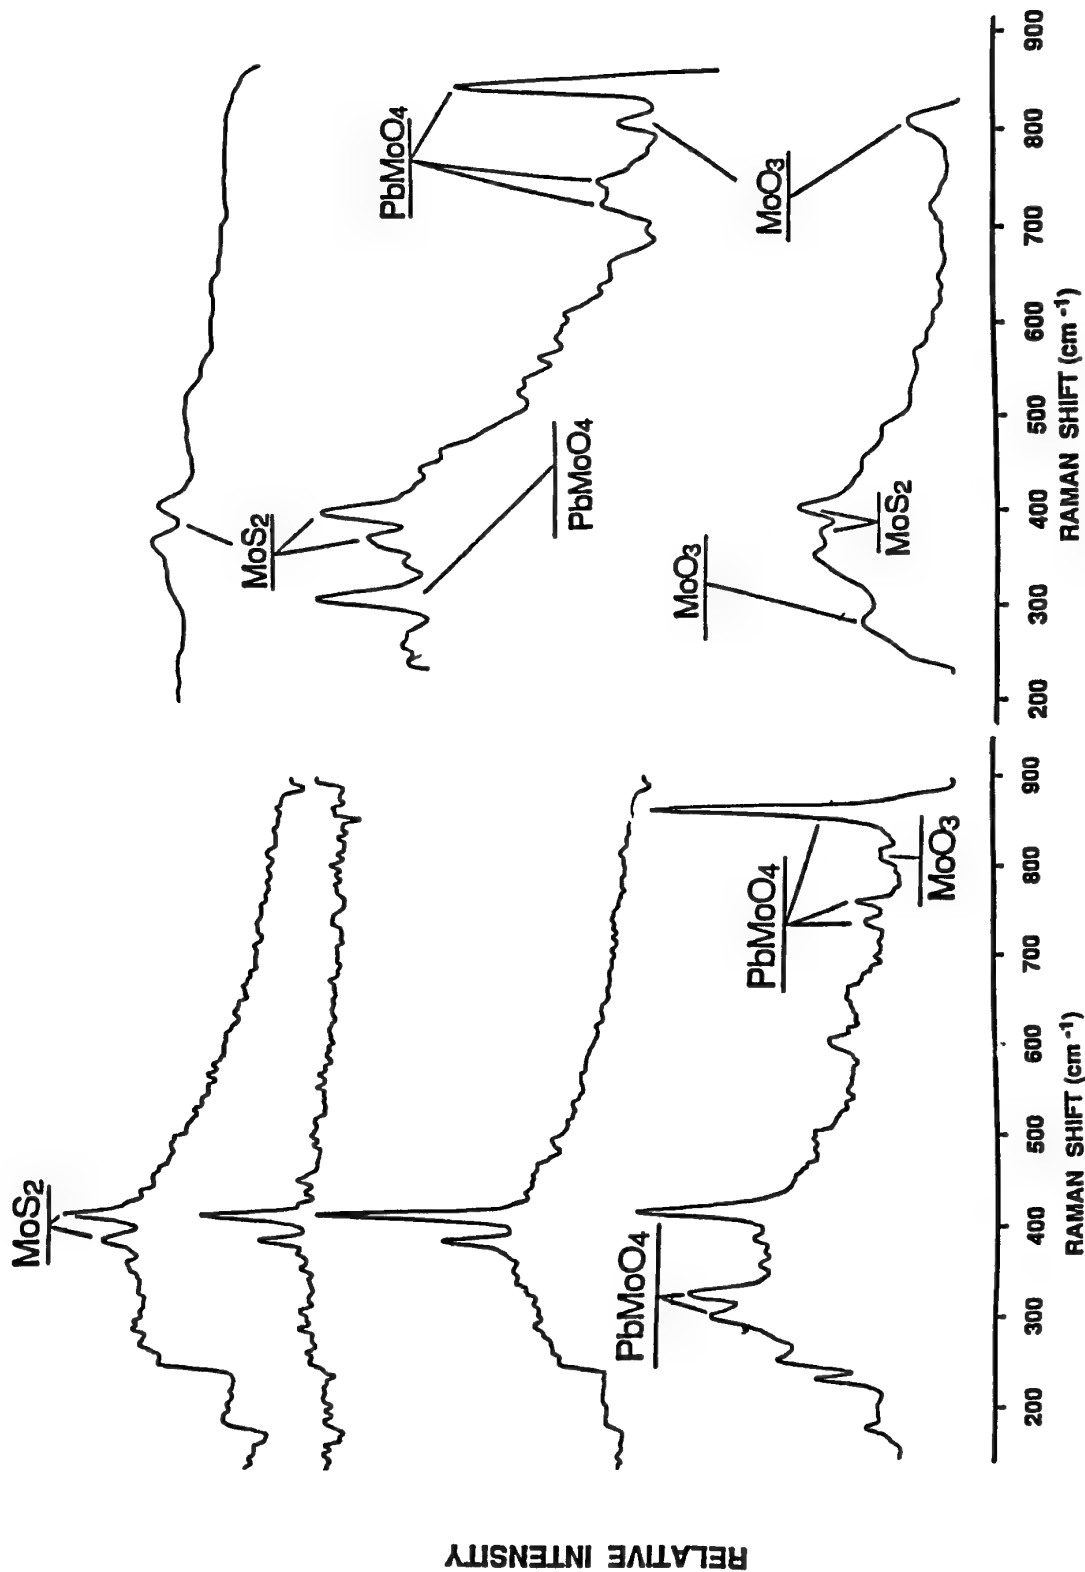 RELATIVE INTENSITY
MoS2
PbMoO4
PbMoO4
MoO3
200 300 400 500 600 700 800 900
RAMAN SHIFT (cm⁻¹)
PbMoO4
MoS2
PbMoO4
MoO3
MoO3
MoS2
200 300 400 500 600 700 800 900
RAMAN SHIFT (cm⁻¹)